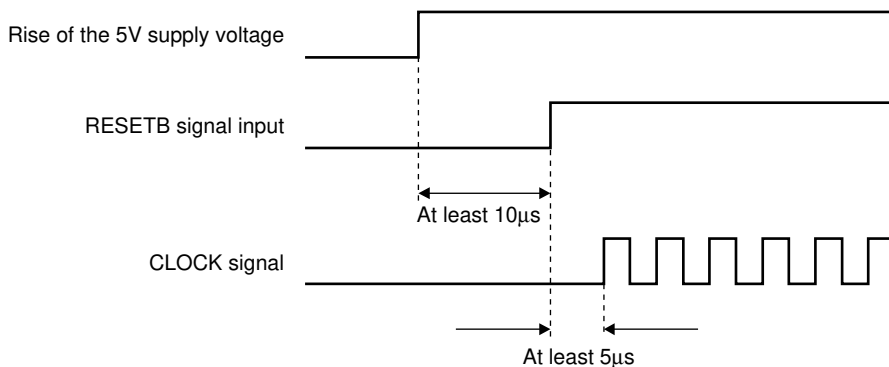 Rise of the 5V supply voltage
RESETB signal input
At least 10μs
CLOCK signal
At least 5μs